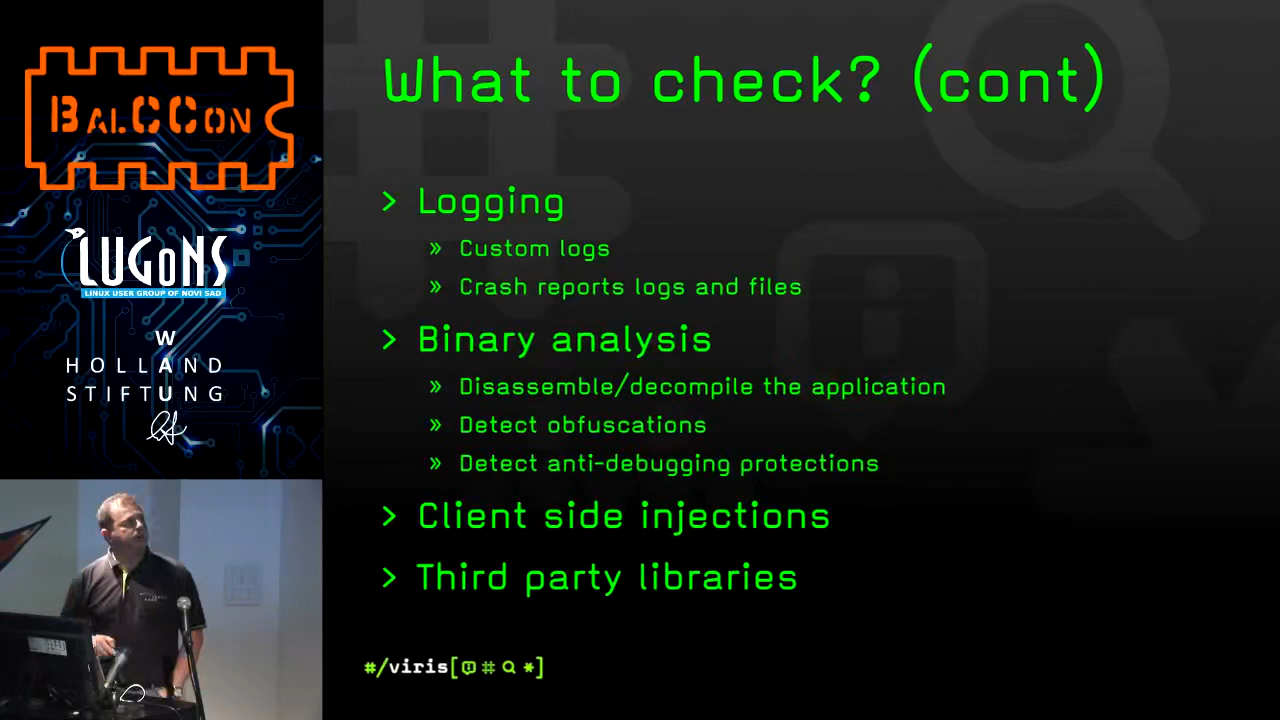 BALCCON
LUGONS
LINUX USER GROUP OF NOVI SAD
W
HOLLAND
STIFTUNG
What to check? (cont)
> Logging
» Custom logs
» Crash reports logs and files
> Binary analysis
» Disassemble/decompile the application
» Detect obfuscations
» Detect anti-debugging protections
> Client side injections
> Third party libraries
#/viris[# *]